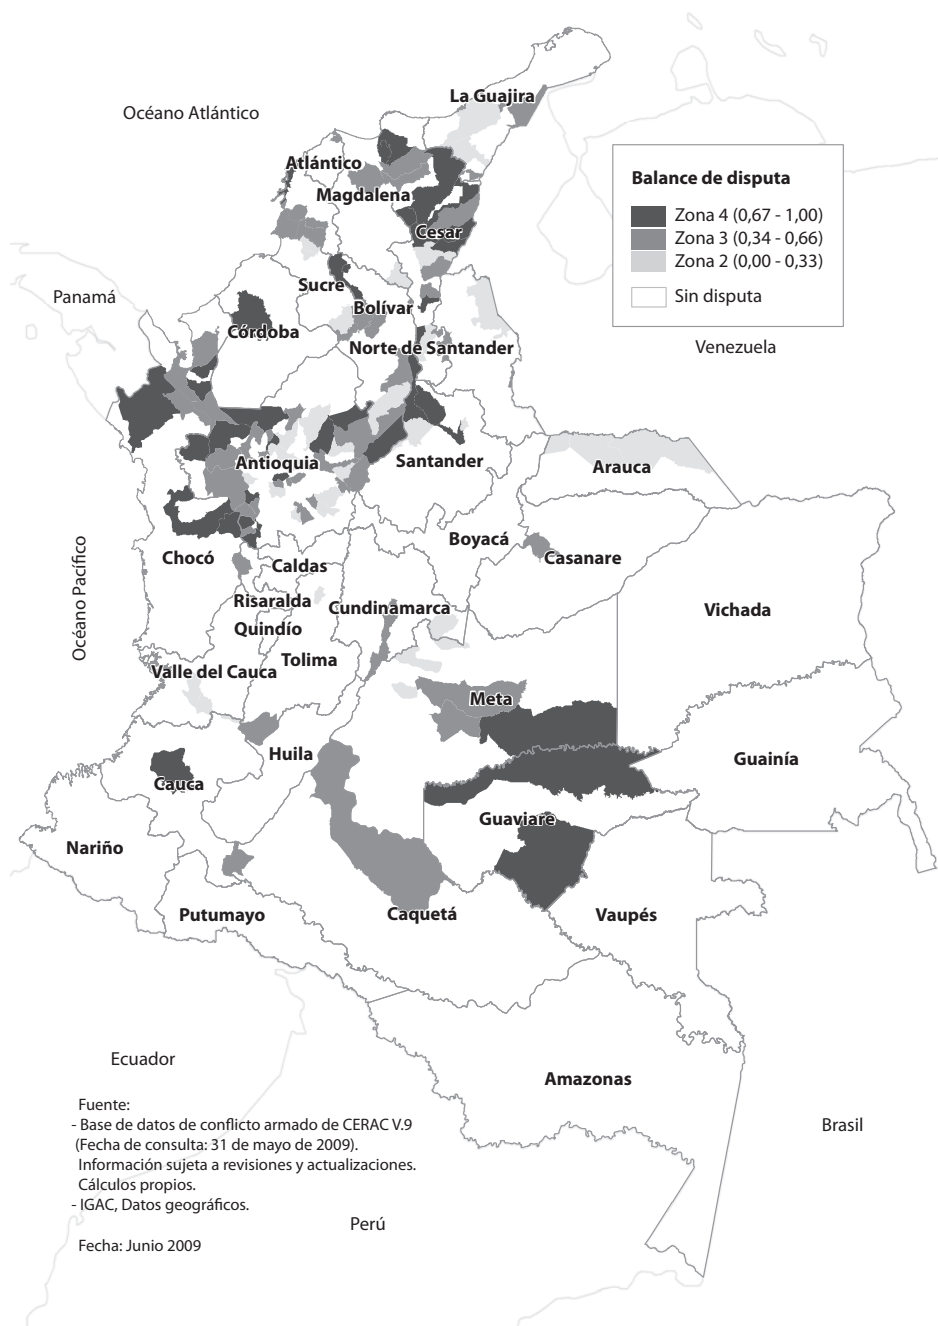 La Guajira
Océano Atlántico
Atlántico
Magdalena
Balance de disputa
Zona 4 (0,67 - 1,00)
Zona 3 (0,34 - 0,66)
Zona 2 (0,00 - 0,33)
Sin disputa
Cesar
Sucre
Panamá
Bolívar
Córdoba
Norte de Santander
Venezuela
Antioquia
Santander
Arauca
Boyacá
Casanare
Chocó
Caldas
Océano Pacífico
Risaralda
Cundinamarca
Vichada
Quindío
Tolima
Valle del Cauca
Meta
Huila
Guainía
Cauca
Guaviare
Nariño
Putumayo
Caquetá
Vaupés
Ecuador
Amazonas
Fuente:
- Base de datos de conflicto armado de CERAC V.9
(Fecha de consulta: 31 de mayo de 2009).
Información sujeta a revisiones y actualizaciones.
Cálculos propios.
- IGAC, Datos geográficos.
Brasil
Perú
Fecha: Junio 2009